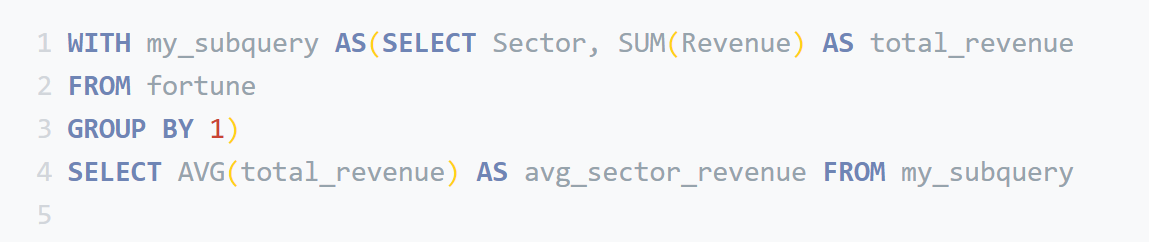 1 WITH my_subquery AS(SELECT Sector, SUM(Revenue) AS total_revenue
2 FROM fortune
3 GROUP BY 1)
4 SELECT AVG(total_revenue) AS avg_sector_revenue FROM my_subquery
5